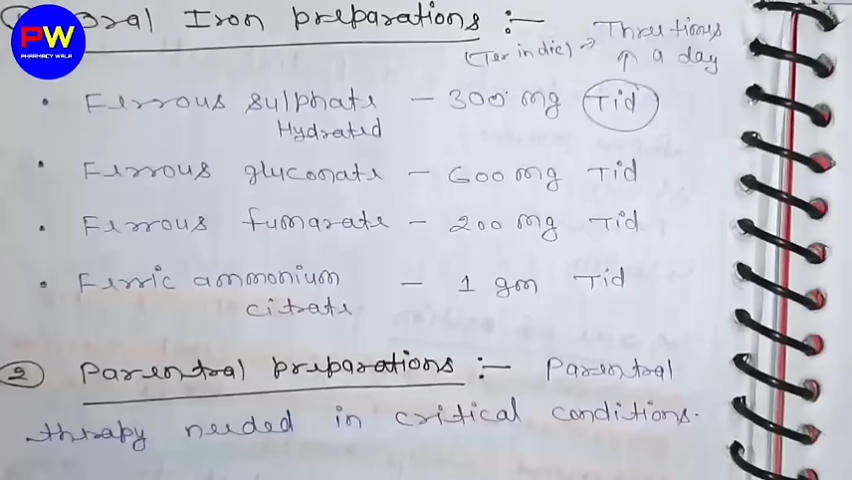 Oral Iron preparations :-
(Ter in die) → Three times
a day
PW
PHARMACY WALA
• Ferrous sulphate - 300 mg Tid
Hydrated
• Ferrous gluconate - 600 mg Tid
• Ferrous fumarate - 200 mg Tid
• Ferric ammonium - 1 gm Tid
citrate
2 Parentral preparations :- Parentral
thrapy needed in critical conditions.